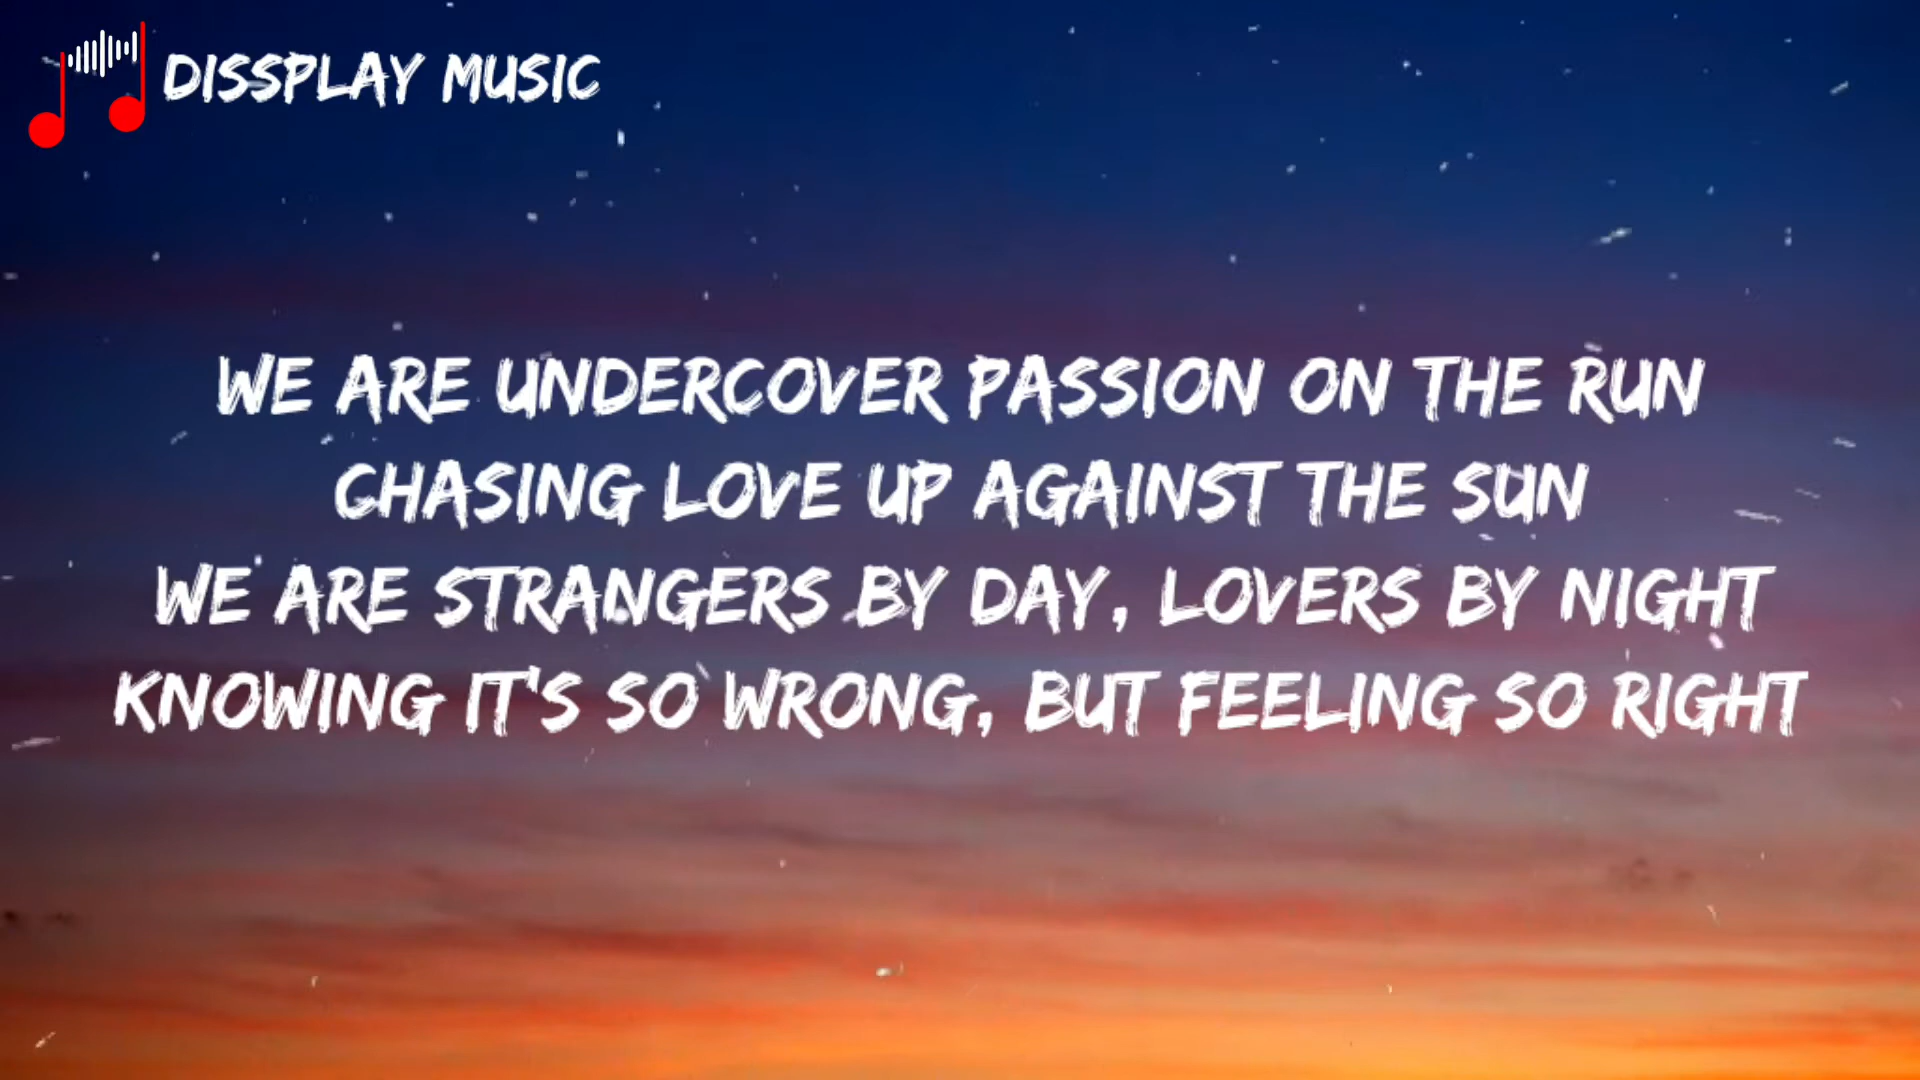 DISSPLAY MUSIC
WE ARE UNDERCOVER PASSION ON THE RUN
CHASING LOVE UP AGAINST THE SUN
WE ARE STRANGERS BY DAY, LOVERS BY NIGHT
KNOWING IT'S SO WRONG, BUT FEELING SO RIGHT